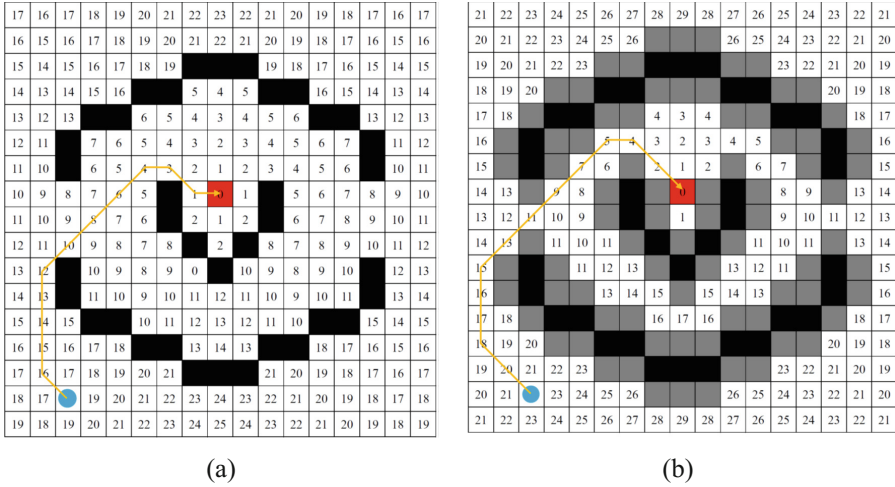 17 16 17 18 19 20 21 22 23 22 21 20 19 18 17 16 17
16 15 16 17 18 19 20 21 22 21 20 19 18 17 16 15 16
15 14 15 16 17 18 19 19 18 17 16 15 14 15
14 13 14 15 16 5 4 5 16 15 14 13 14
13 12 13 6 5 4 3 4 5 6 13 12 13
12 11 7 6 5 4 3 2 3 4 5 6 7 11 12
11 10 6 5 4 3 2 1 2 3 4 5 6 10 11
10 9 8 7 6 5 1 0 1 5 6 7 8 9 10
11 10 9 8 7 6 2 1 2 6 7 8 9 10 11
12 11 10 9 8 7 8 2 8 7 8 9 10 11 12
13 12 10 9 8 9 0 10 9 8 9 10 12 13
14 13 11 10 9 10 11 12 11 10 9 10 11 13 14
15 14 15 10 11 12 13 12 11 10 15 14 15
16 15 16 17 18 13 14 13 18 17 16 15 16
17 16 17 18 19 20 21 21 20 19 18 17 16 17
18 17 19 20 21 22 23 24 23 22 21 20 19 18 17 18
19 18 19 20 21 22 23 24 25 24 23 22 21 20 19 18 19
(a)
21 22 23 24 25 26 27 28 29 28 27 26 25 24 23 22 21
20 21 22 23 24 25 26 26 25 24 23 22 21 20
19 20 21 22 23 23 22 21 20 19
18 19 20 20 19 18
17 18 4 3 4 18 17
16 5 4 3 2 3 4 5 16
15 7 6 2 1 2 6 7 15
14 13 9 8 0 8 9 13 14
13 12 11 10 9 1 9 10 11 12 13
14 13 11 10 11 11 10 11 13 14
15 11 12 13 13 12 11 15
16 13 14 15 15 14 13 16
17 18 16 17 16 18 17
18 19 20 20 19 18
19 20 21 22 23 23 22 21 20 19
20 21 23 24 25 26 26 25 24 23 22 21 20
21 22 23 24 25 26 27 28 29 28 27 26 25 24 23 22 21
(b)